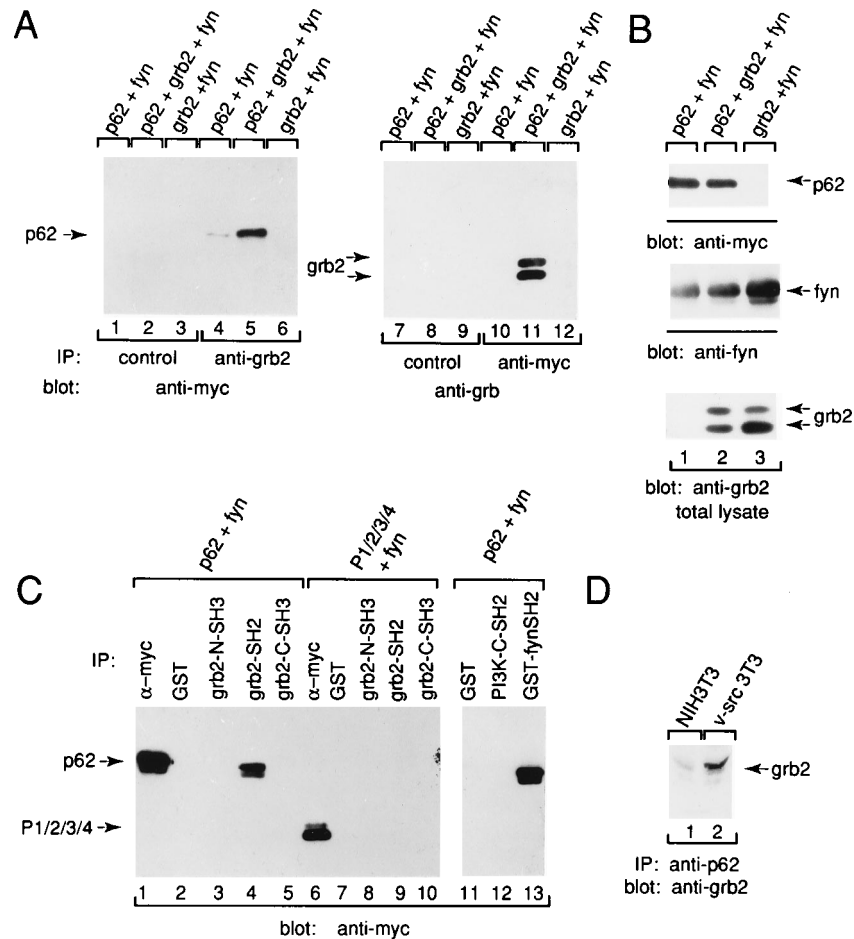 A
p62 + fyn
p62 + grb2 + fyn
grb2 +fyn
p62 + fyn
p62 + grb2 + fyn
grb2 + fyn
p62
1 2 3 4 5 6
IP: control anti-grb2
blot: anti-myc
p62 + fyn
p62 + grb2 + fyn
grb2 +fyn
p62 + fyn
p62 + grb2 + fyn
grb2 + fyn
grb2
7 8 9 10 11 12
control anti-myc
anti-grb
B
p62 + fyn
p62 + grb2 + fyn
grb2 +fyn
p62
blot: anti-myc
fyn
blot: anti-fyn
grb2
1 2 3
blot: anti-grb2
total lysate
C
p62 + fyn
P1/2/3/4
+ fyn
p62 + fyn
IP:
α–myc
GST
grb2-N-SH3
grb2-SH2
grb2-C-SH3
α–myc
GST
grb2-N-SH3
grb2-SH2
grb2-C-SH3
GST
PI3K-C-SH2
GST-fynSH2
p62
P1/2/3/4
1 2 3 4 5 6 7 8 9 10 11 12 13
blot: anti-myc
D
NIH3T3
v-src 3T3
grb2
1 2
IP: anti-p62
blot: anti-grb2